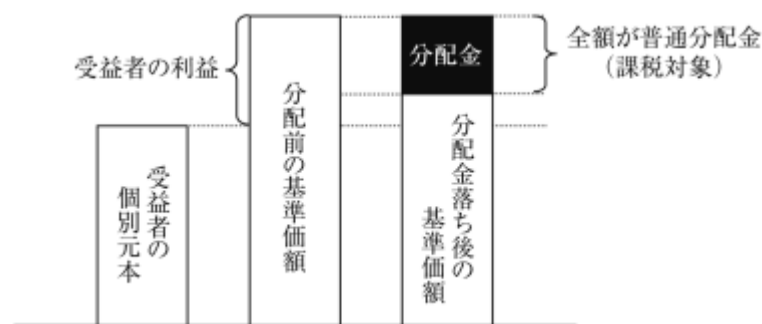 受益者の利益
受益者の
個別元本
分配前の基準価額
分配金
分配金落ち後の
基準価額
全額が普通分配金
（課税対象）